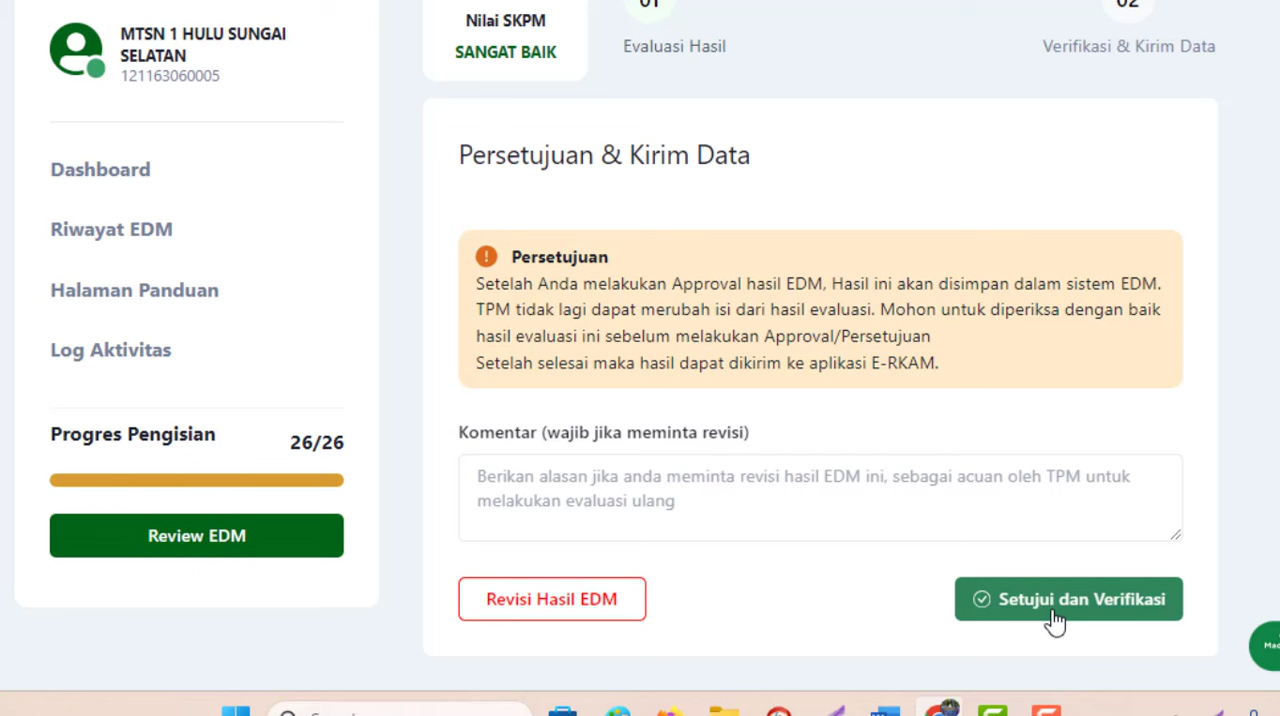 MTSN 1 HULU SUNGAI
SELATAN
121163060005
Dashboard
Riwayat EDM
Halaman Panduan
Log Aktivitas
Progres Pengisian
26/26
Review EDM
Nilai SKPM
SANGAT BAIK
01
Evaluasi Hasil
02
Verifikasi & Kirim Data
Persetujuan & Kirim Data
Persetujuan
Setelah Anda melakukan Approval hasil EDM, Hasil ini akan disimpan dalam sistem EDM.
TPM tidak lagi dapat merubah isi dari hasil evaluasi. Mohon untuk diperiksa dengan baik
hasil evaluasi ini sebelum melakukan Approval/Persetujuan
Setelah selesai maka hasil dapat dikirim ke aplikasi E-RKAM.
Komentar (wajib jika meminta revisi)
Berikan alasan jika anda meminta revisi hasil EDM ini, sebagai acuan oleh TPM untuk
melakukan evaluasi ulang
Revisi Hasil EDM
Setujui dan Verifikasi